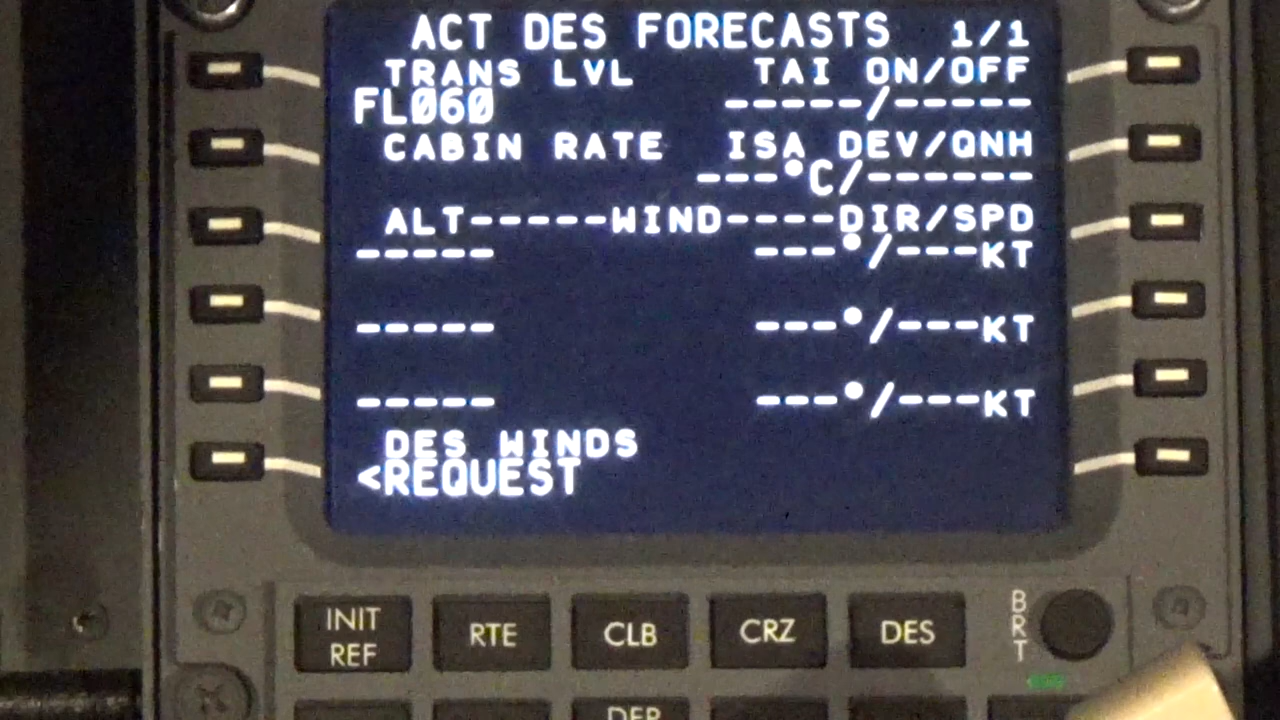 ACT DES FORECASTS 1/1
TRANS LVL TAI ON/OFF
FL060 -----/-----
CABIN RATE ISA DEV/QNH
---°C/------
ALT-----WIND----DIR/SPD
----- ---°/---KT
----- ---°/---KT
----- ---°/---KT
DES WINDS
<REQUEST
INIT REF
RTE
CLB
CRZ
DES
BRT
DEP